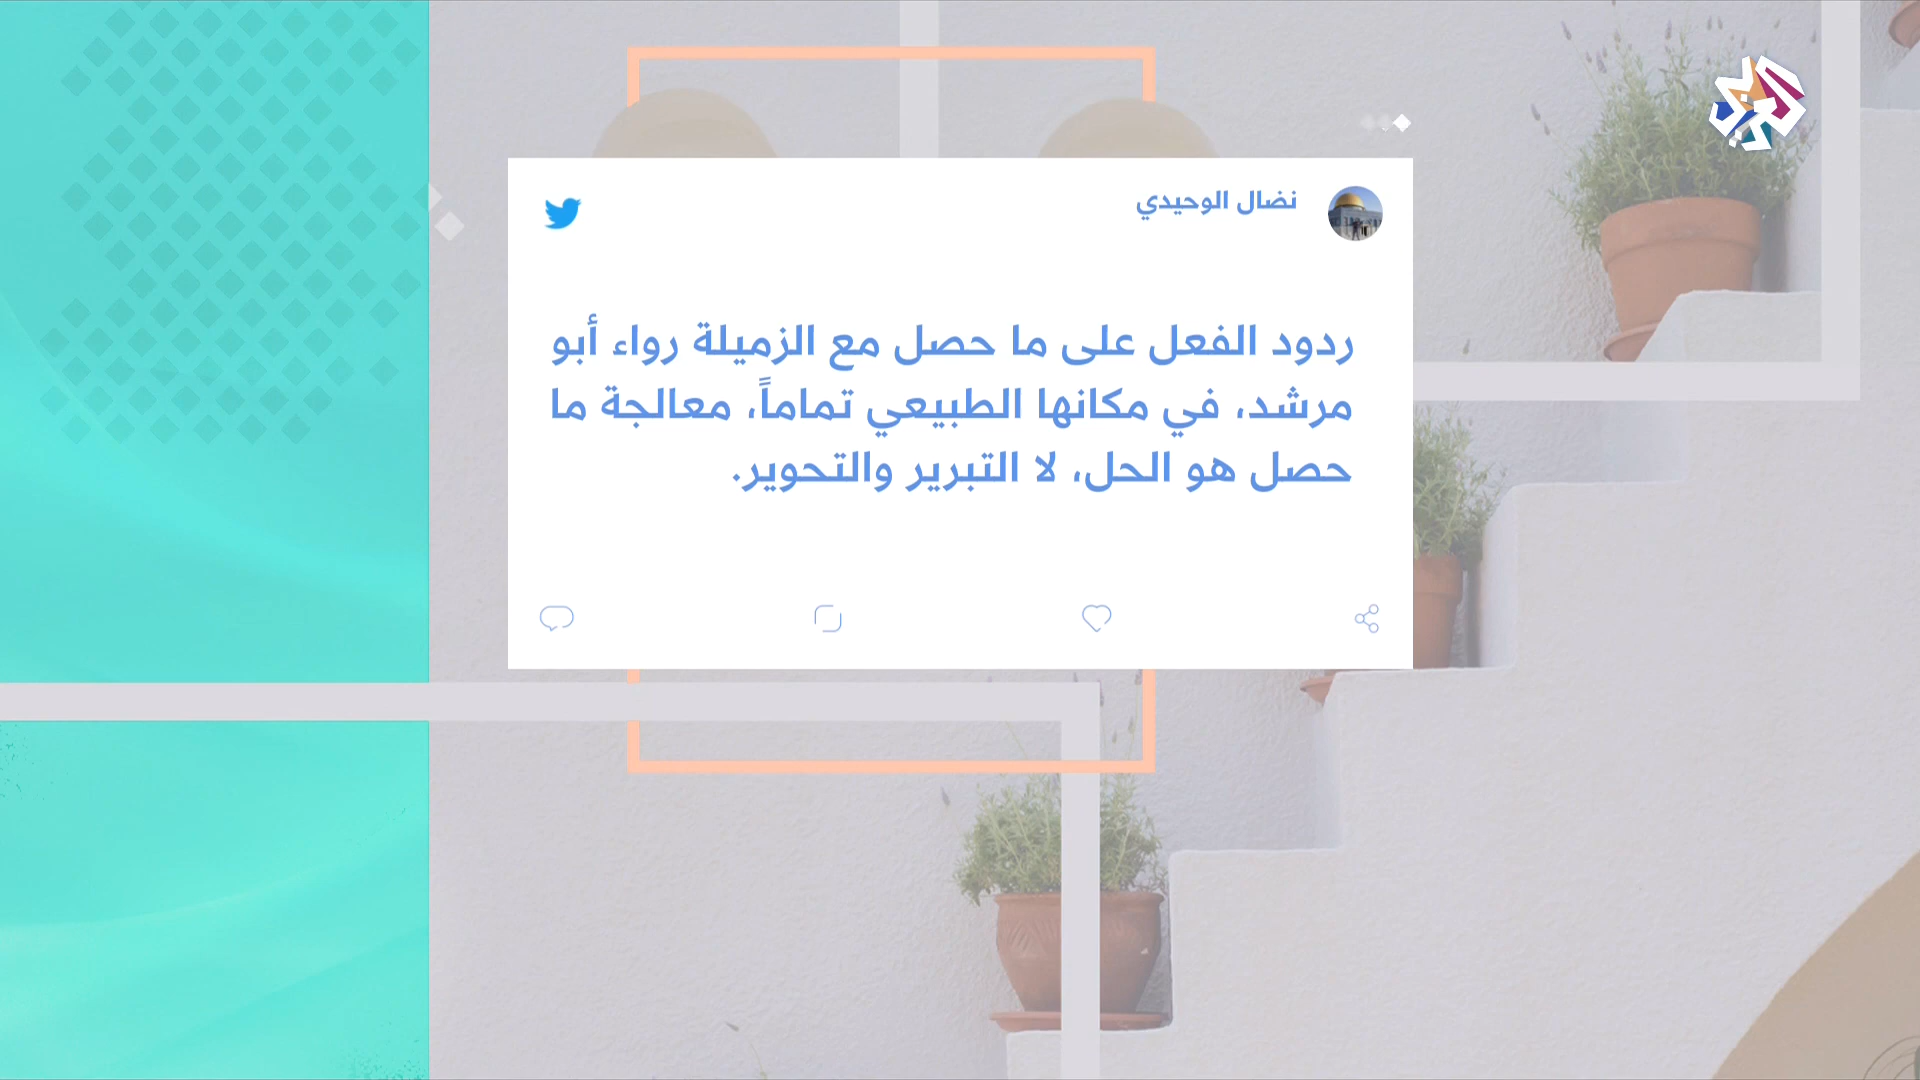 نضال الوحيدي
ردود الفعل على ما حصل مع الزميلة رواء أبو
مرشد، في مكانها الطبيعي تماماً، معالجة ما
حصل هو الحل، لا التبرير والتحوير.